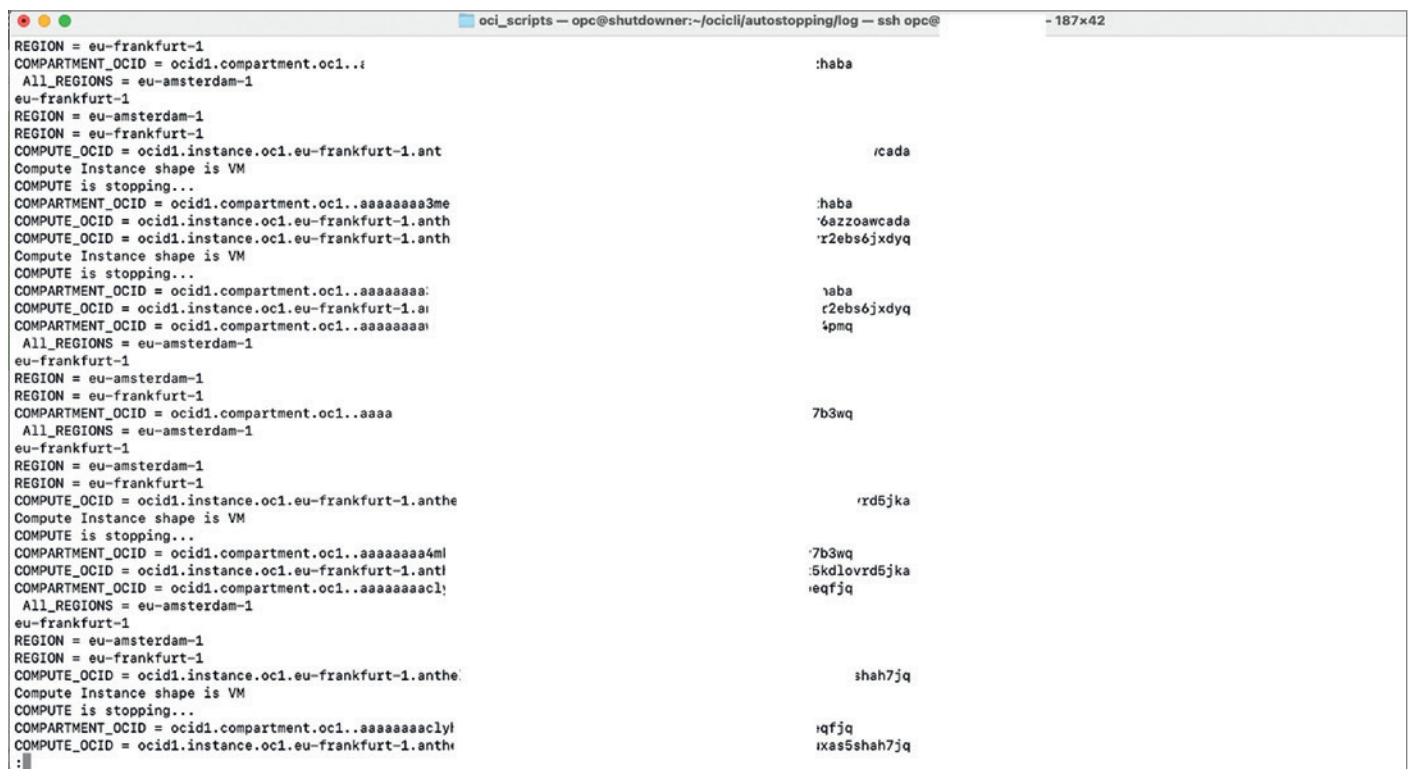 oci_scripts — opc@shutdowner:~/ocicli/autostopping/log — ssh opc@ - 187×42
REGION = eu-frankfurt-1
COMPARTMENT_OCID = ocid1.compartment.oc1.. haba
All_REGIONS = eu-amsterdam-1
eu-frankfurt-1
REGION = eu-amsterdam-1
REGION = eu-frankfurt-1
COMPUTE_OCID = ocid1.instance.oc1.eu-frankfurt-1.ant cada
Compute Instance shape is VM
COMPUTE is stopping...
COMPARTMENT_OCID = ocid1.compartment.oc1..aaaaaaaa3me haba
COMPUTE_OCID = ocid1.instance.oc1.eu-frankfurt-1.anth 6azzoawcada
COMPUTE_OCID = ocid1.instance.oc1.eu-frankfurt-1.anth r2ebs6jxdyq
Compute Instance shape is VM
COMPUTE is stopping...
COMPARTMENT_OCID = ocid1.compartment.oc1..aaaaaaaa aba
COMPUTE_OCID = ocid1.instance.oc1.eu-frankfurt-1.a r2ebs6jxdyq
COMPARTMENT_OCID = ocid1.compartment.oc1..aaaaaaaa pmq
All_REGIONS = eu-amsterdam-1
eu-frankfurt-1
REGION = eu-amsterdam-1
REGION = eu-frankfurt-1
COMPARTMENT_OCID = ocid1.compartment.oc1..aaaa 7b3wq
All_REGIONS = eu-amsterdam-1
eu-frankfurt-1
REGION = eu-amsterdam-1
REGION = eu-frankfurt-1
COMPUTE_OCID = ocid1.instance.oc1.eu-frankfurt-1.anthe rd5jka
Compute Instance shape is VM
COMPUTE is stopping...
COMPARTMENT_OCID = ocid1.compartment.oc1..aaaaaaaa4m 7b3wq
COMPUTE_OCID = ocid1.instance.oc1.eu-frankfurt-1.ant 5kdlovrd5jka
COMPARTMENT_OCID = ocid1.compartment.oc1..aaaaaaaacl eqfjq
All_REGIONS = eu-amsterdam-1
eu-frankfurt-1
REGION = eu-amsterdam-1
REGION = eu-frankfurt-1
COMPUTE_OCID = ocid1.instance.oc1.eu-frankfurt-1.anthe shah7jq
Compute Instance shape is VM
COMPUTE is stopping...
COMPARTMENT_OCID = ocid1.compartment.oc1..aaaaaaaacly qfjq
COMPUTE_OCID = ocid1.instance.oc1.eu-frankfurt-1.anth xas5shah7jq
: